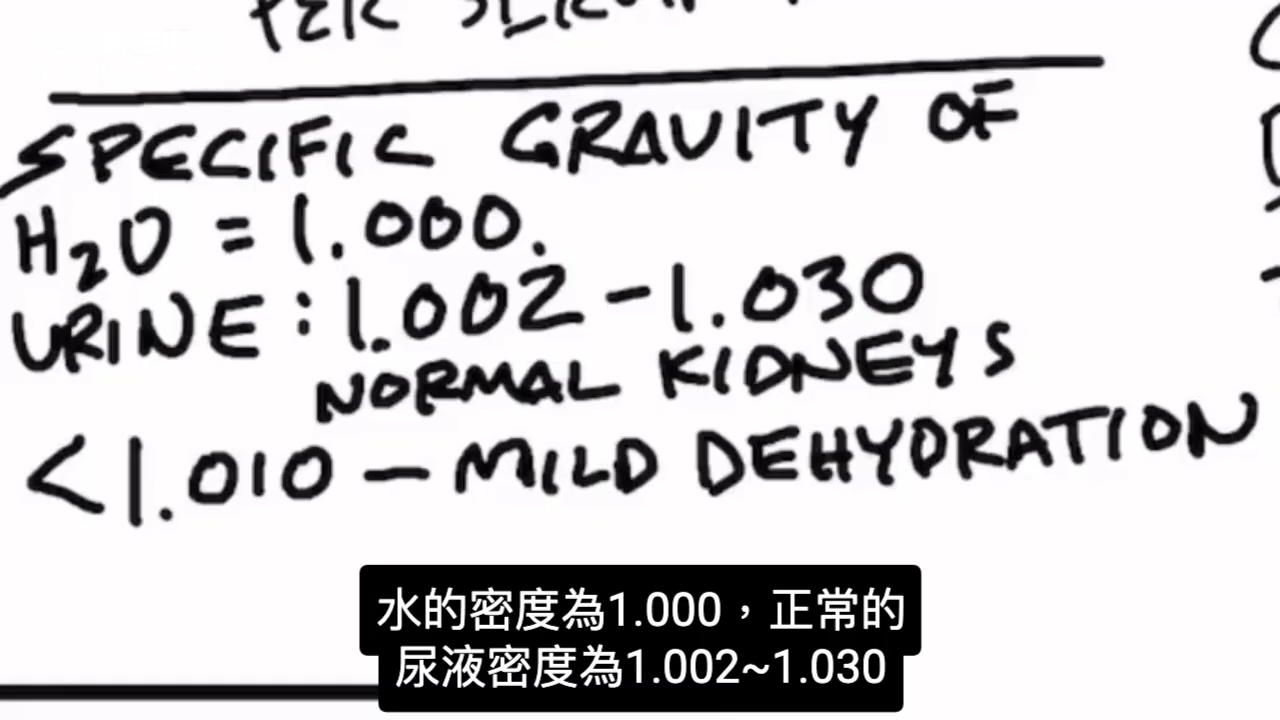 SPECIFIC GRAVITY OF
H₂O = 1.000.
URINE : 1.002 - 1.030
NORMAL KIDNEYS
< 1.010 – MILD DEHYDRATION
水的密度為1.000，正常的
尿液密度為1.002~1.030